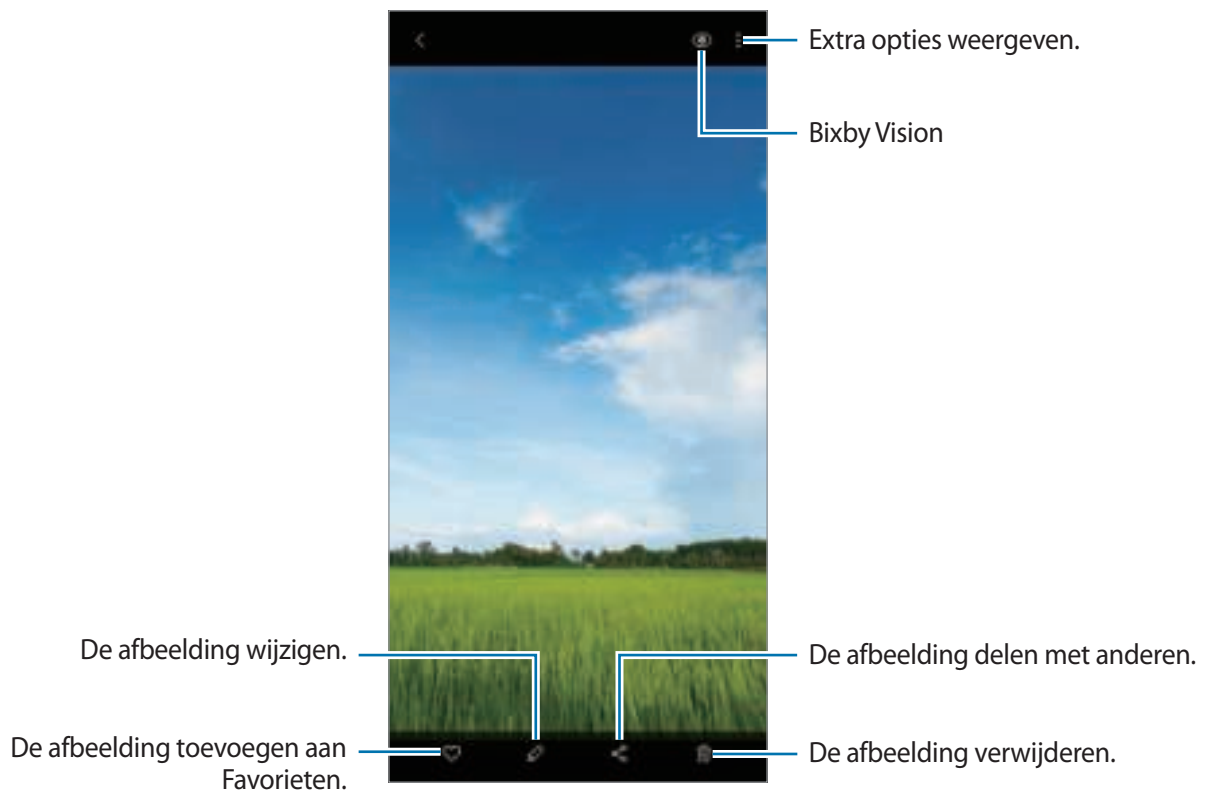 Extra opties weergeven.
Bixby Vision
De afbeelding wijzigen.
De afbeelding delen met anderen.
De afbeelding toevoegen aan
Favorieten.
De afbeelding verwijderen.